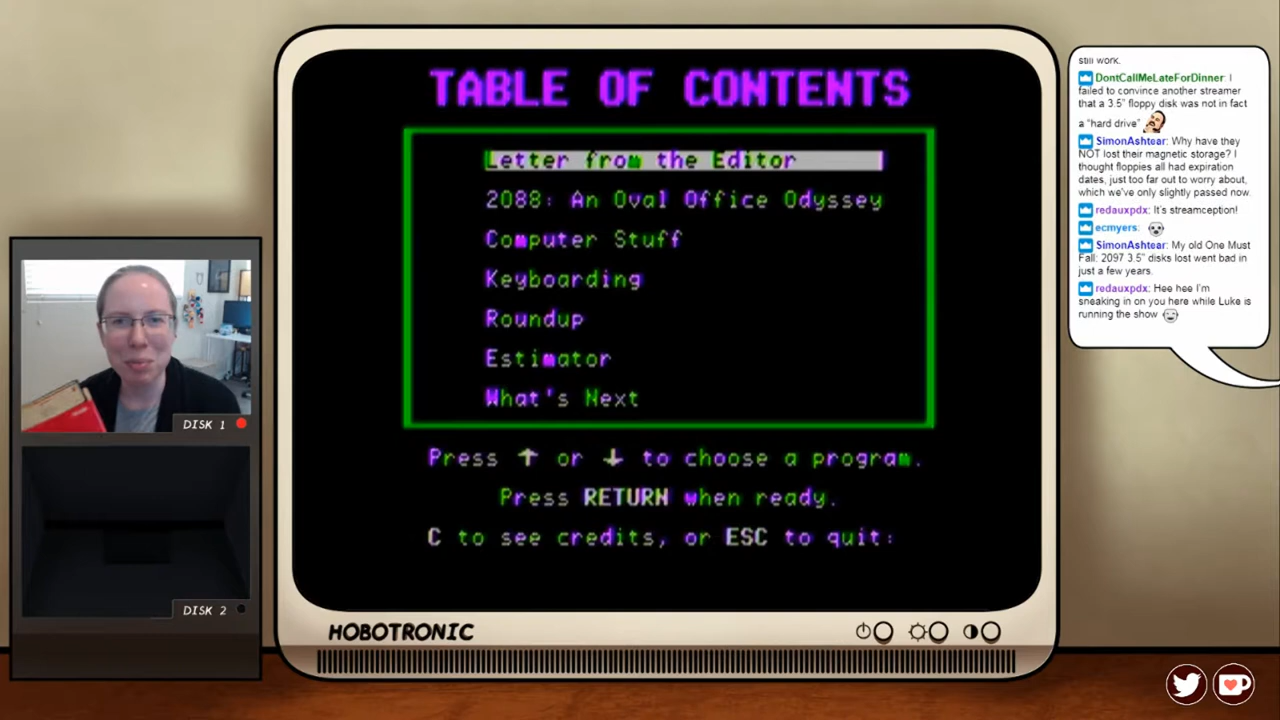 TABLE OF CONTENTS
Letter from the Editor
2088: An Oval Office Odyssey
Computer Stuff
Keyboarding
Roundup
Estimator
What's Next
Press ↑ or ↓ to choose a program.
Press RETURN when ready.
C to see credits, or ESC to quit:
HOBOTRONIC
DISK 1
DISK 2
still work.
DontCallMeLateForDinner: I
failed to convince another streamer
that a 3.5" floppy disk was not in fact
a "hard drive"
SimonAshtear: Why have they
NOT lost their magnetic storage? I
thought floppies all had expiration
dates, just too far out to worry about,
which we've only slightly passed now.
redauxpdx: It's streamception!
ecmyers:
SimonAshtear: My old One Must
Fall: 2097 3.5" disks lost went bad in
just a few years.
redauxpdx: Hee hee I'm
sneaking in on you here while Luke is
running the show